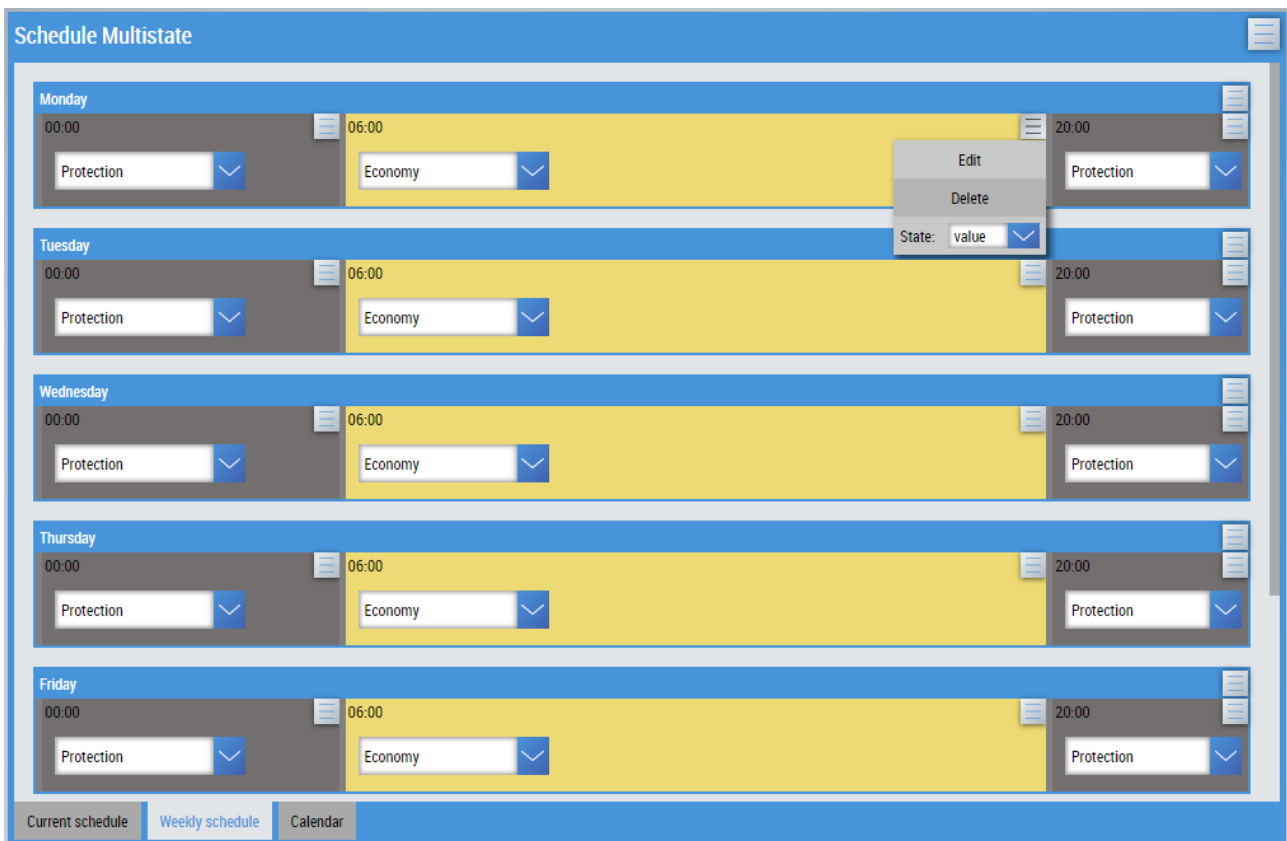 Schedule Multistate
Monday
00:00 06:00 20:00
Edit
Protection Economy Protection
Delete
State: value
Tuesday
00:00 06:00 20:00
Protection Economy Protection
Wednesday
00:00 06:00 20:00
Protection Economy Protection
Thursday
00:00 06:00 20:00
Protection Economy Protection
Friday
00:00 06:00 20:00
Protection Economy Protection
Current schedule Weekly schedule Calendar